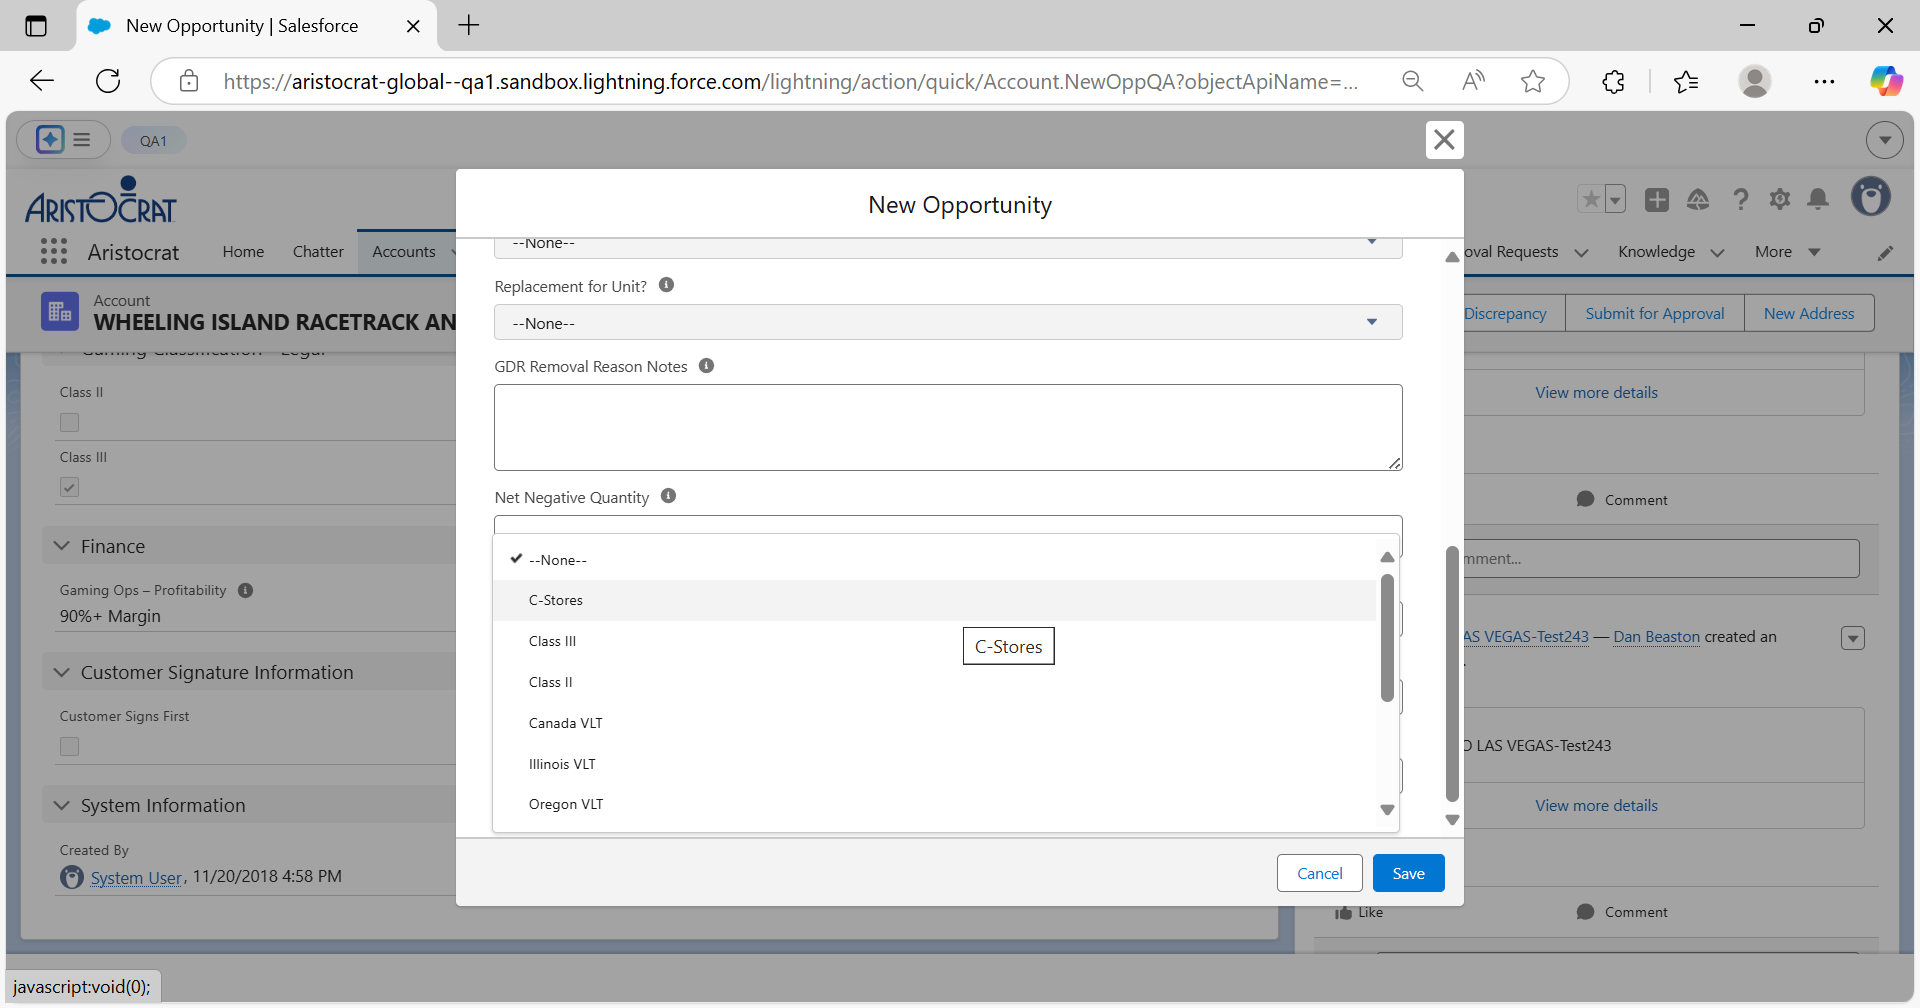 New Opportunity | Salesforce
https://aristocrat-global--qa1.sandbox.lightning.force.com/lightning/action/quick/Account.NewOppQA?objectApiName=...
QA1
ARISTOCRAT
Aristocrat
Home
Chatter
Accounts
oval Requests
Knowledge
More
Account
WHEELING ISLAND RACETRACK AN
Discrepancy
Submit for Approval
New Address
Gaming Classification - Legal
Class II
Class III
Finance
Gaming Ops – Profitability
90%+ Margin
Customer Signature Information
Customer Signs First
System Information
Created By
System User, 11/20/2018 4:58 PM
New Opportunity
--None--
Replacement for Unit?
--None--
GDR Removal Reason Notes
Net Negative Quantity
--None--
C-Stores
Class III
C-Stores
Class II
Canada VLT
Illinois VLT
Oregon VLT
Cancel
Save
View more details
Comment
mment...
AS VEGAS-Test243 — Dan Beaston created an
O LAS VEGAS-Test243
View more details
Like
Comment
javascript:void(0);